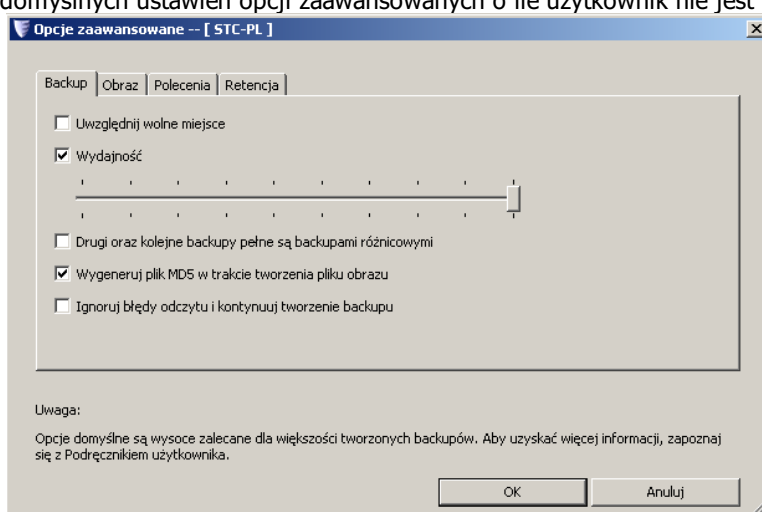 domyślnych ustawień opcji zaawansowanych o ile użytkownik nie jest
Opcje zaawansowane -- [ STC-PL ]
Backup Obraz Polecenia Retencja
Uwzględnij wolne miejsce
Wydajność
Drugi oraz kolejne backupy pełne są backupami różnicowymi
Wygeneruj plik MD5 w trakcie tworzenia pliku obrazu
Ignoruj błędy odczytu i kontynuuj tworzenie backupu
Uwaga:
Opcje domyślne są wysoce zalecane dla większości tworzonych backupów. Aby uzyskać więcej informacji, zapoznaj
się z Podręcznikiem użytkownika.
OK Anuluj